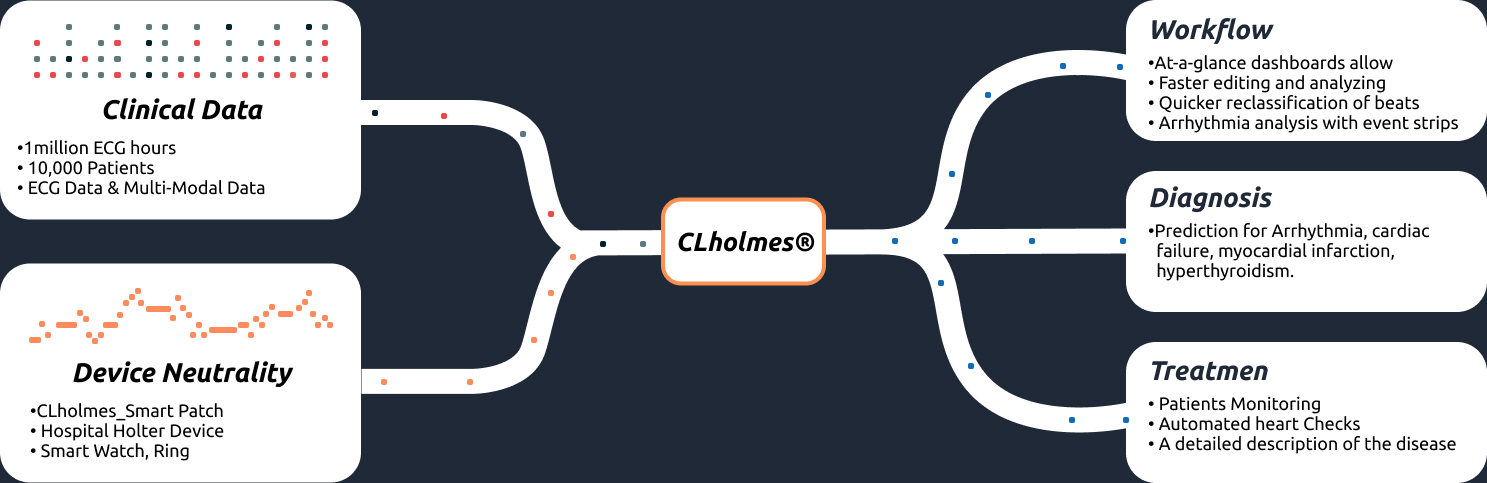 Clinical Data
•1million ECG hours
• 10,000 Patients
• ECG Data & Multi-Modal Data
Device Neutrality
•CLholmes_Smart Patch
• Hospital Holter Device
• Smart Watch, Ring
CLholmes®
Workflow
•At-a-glance dashboards allow
• Faster editing and analyzing
• Quicker reclassification of beats
• Arrhythmia analysis with event strips
Diagnosis
•Prediction for Arrhythmia, cardiac
failure, myocardial infarction,
hyperthyroidism.
Treatmen
• Patients Monitoring
• Automated heart Checks
• A detailed description of the disease